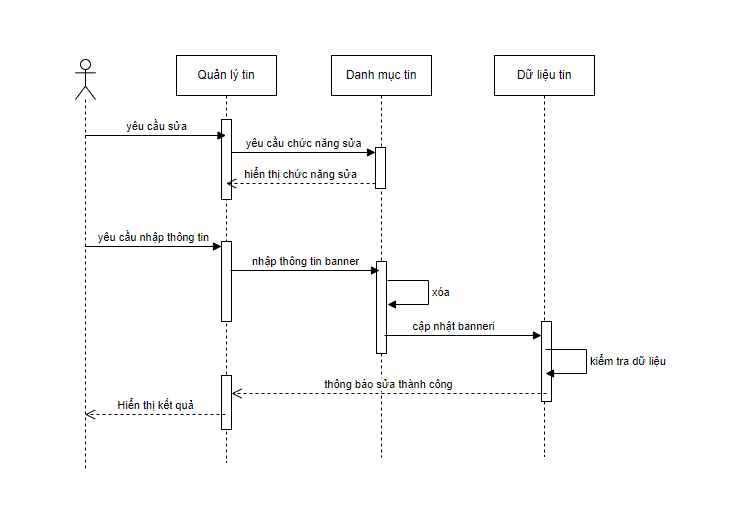 Quản lý tin
Danh mục tin
Dữ liệu tin
yêu cầu sửa
yêu cầu chức năng sửa
hiển thị chức năng sửa
yêu cầu nhập thông tin
nhập thông tin banner
xóa
cập nhật banneri
kiểm tra dữ liệu
thông báo sửa thành công
Hiển thị kết quả